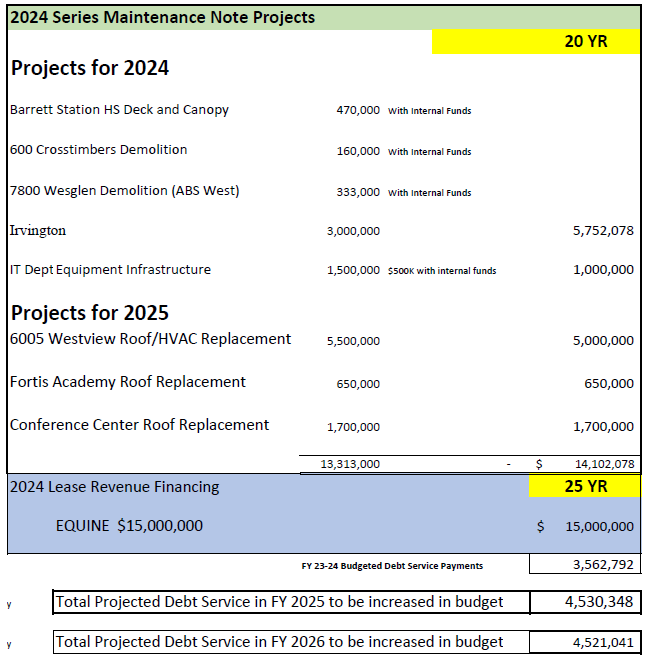 2024 Series Maintenance Note Projects
20 YR
Projects for 2024
Barrett Station HS Deck and Canopy 470,000 With Internal Funds
600 Crosstimbers Demolition 160,000 With Internal Funds
7800 Wesglen Demolition (ABS West) 333,000 With Internal Funds
Irvington 3,000,000 5,752,078
IT Dept Equipment Infrastructure 1,500,000 $500K with internal funds 1,000,000
Projects for 2025
6005 Westview Roof/HVAC Replacement 5,500,000 5,000,000
Fortis Academy Roof Replacement 650,000 650,000
Conference Center Roof Replacement 1,700,000 1,700,000
13,313,000 - $ 14,102,078
2024 Lease Revenue Financing 25 YR
EQUINE $15,000,000 $ 15,000,000
FY 23-24 Budgeted Debt Service Payments 3,562,792
y Total Projected Debt Service in FY 2025 to be increased in budget 4,530,348
y Total Projected Debt Service in FY 2026 to be increased in budget 4,521,041